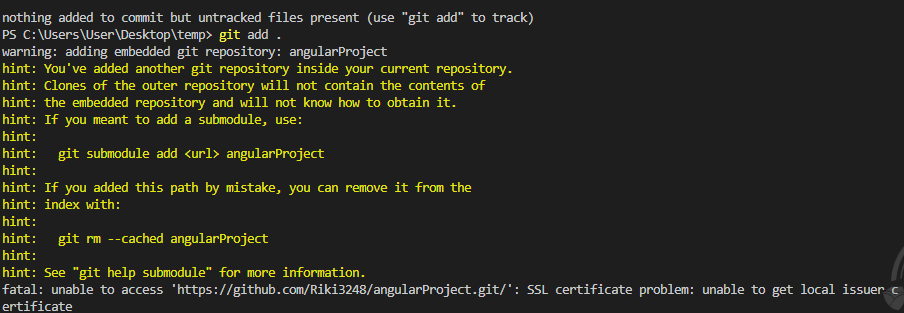 nothing added to commit but untracked files present (use "git add" to track)
PS C:\Users\User\Desktop\temp> git add .
warning: adding embedded git repository: angularProject
hint: You've added another git repository inside your current repository.
hint: Clones of the outer repository will not contain the contents of
hint: the embedded repository and will not know how to obtain it.
hint: If you meant to add a submodule, use:
hint:
hint:   git submodule add <url> angularProject
hint:
hint: If you added this path by mistake, you can remove it from the
hint: index with:
hint:
hint:   git rm --cached angularProject
hint:
hint: See "git help submodule" for more information.
fatal: unable to access 'https://github.com/Riki3248/angularProject.git/': SSL certificate problem: unable to get local issuer c
ertificate